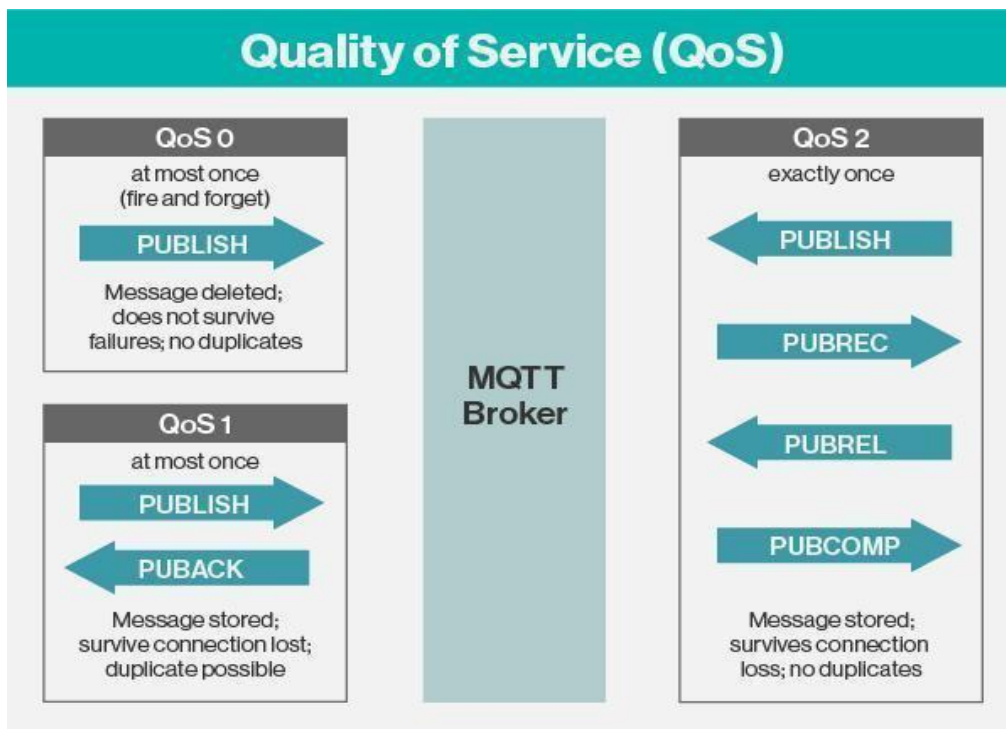 Quality of Service (QoS)
QoS 0
at most once
(fire and forget)
PUBLISH
Message deleted;
does not survive
failures; no duplicates
QoS 1
at most once
PUBLISH
PUBACK
Message stored;
survive connection lost;
duplicate possible
MQTT
Broker
QoS 2
exactly once
PUBLISH
PUBREC
PUBREL
PUBCOMP
Message stored;
survives connection
loss; no duplicates